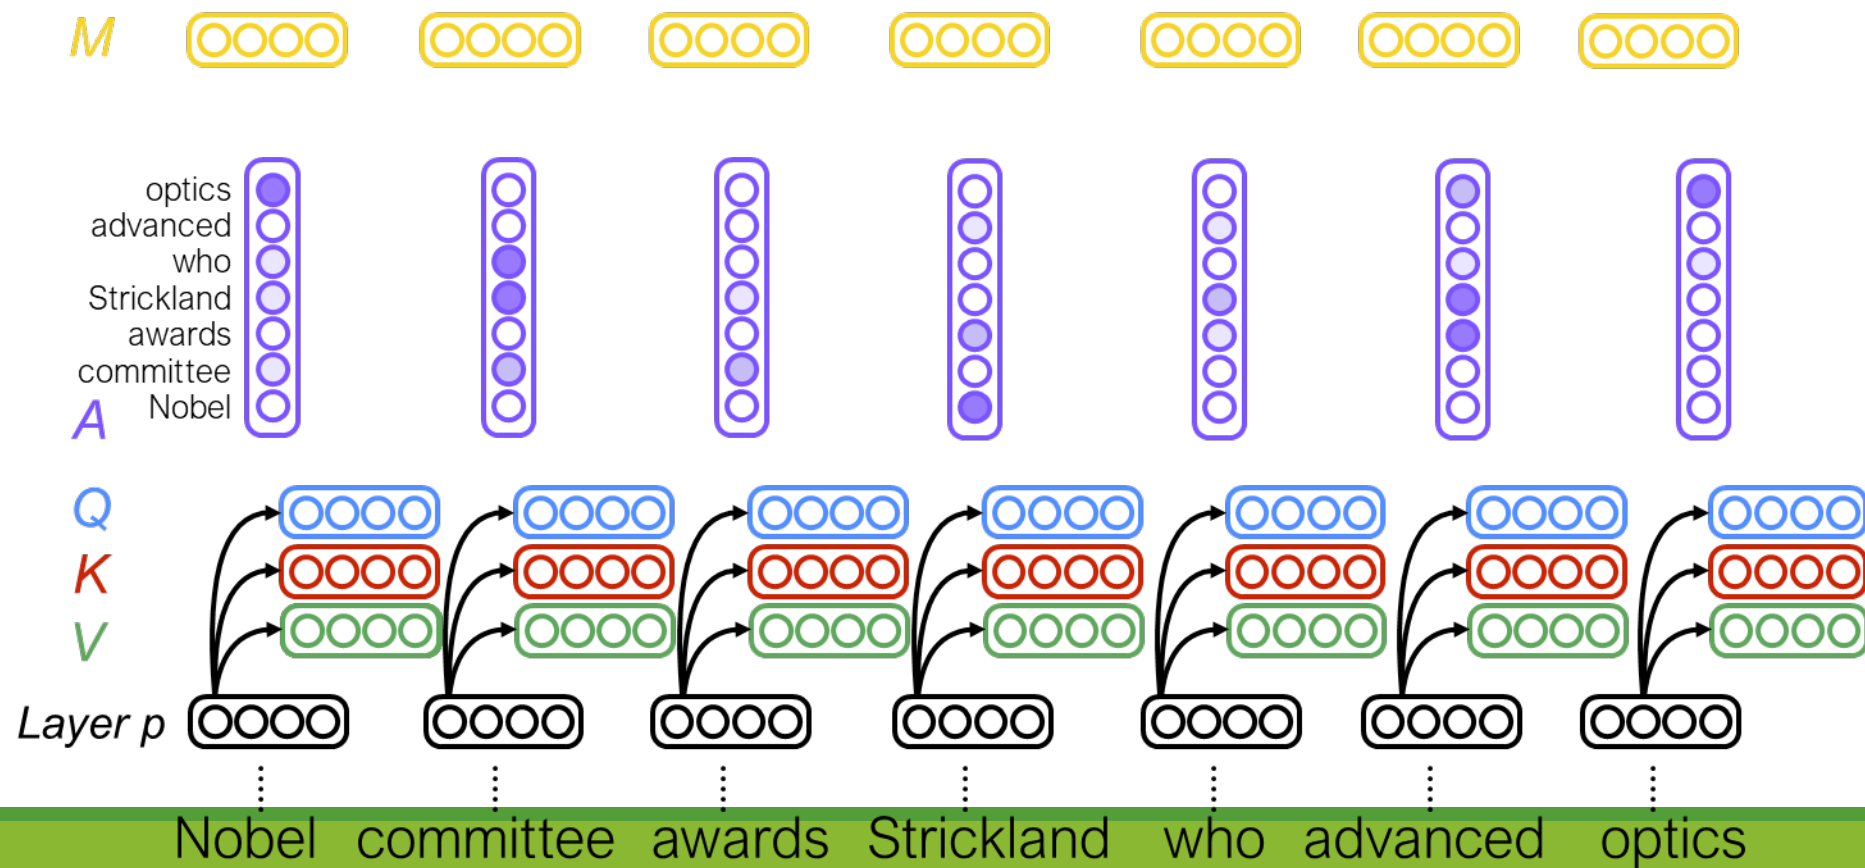 M
optics
advanced
who
Strickland
awards
committee
Nobel
A
Q
K
V
Layer p
Nobel committee awards Strickland who advanced optics